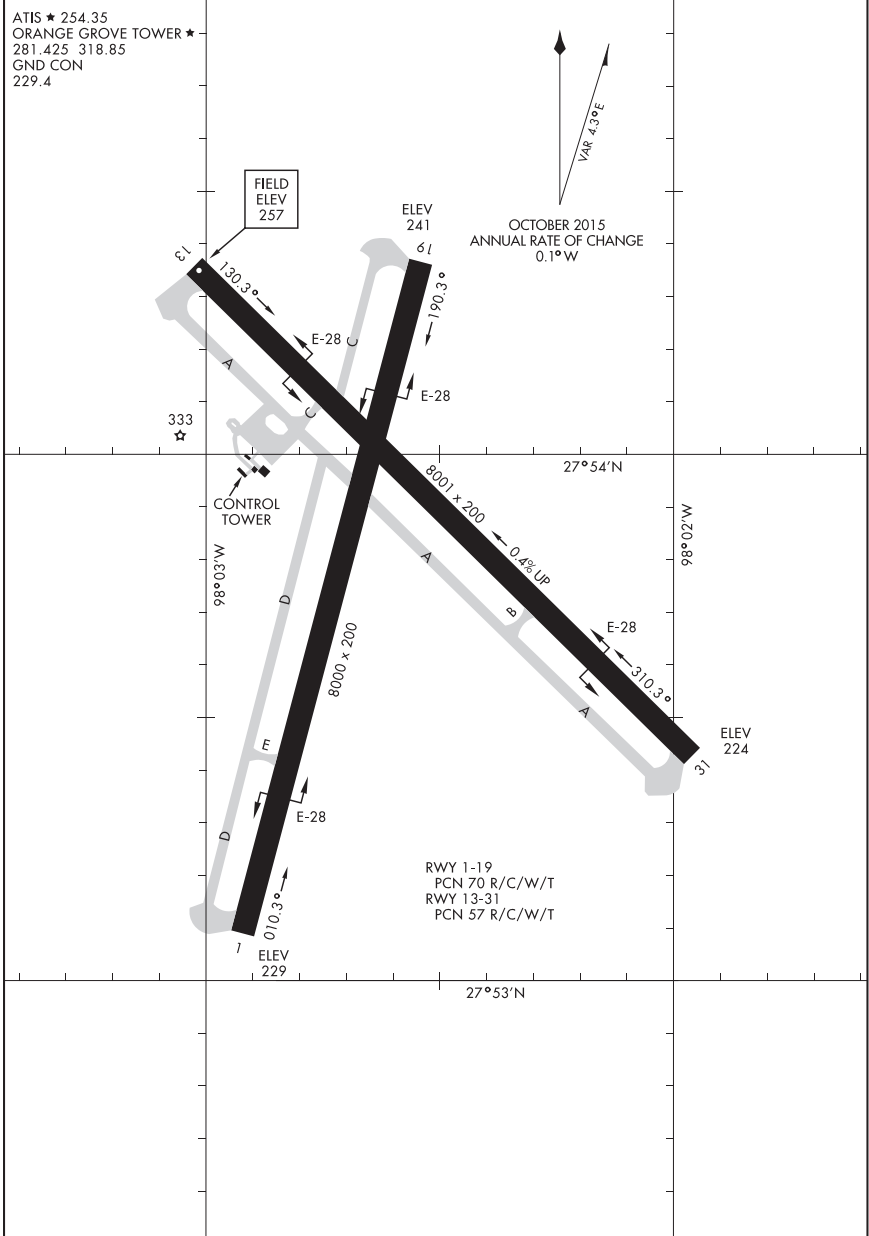 ATIS ★ 254.35
ORANGE GROVE TOWER ★
281.425 318.85
GND CON
229.4
VAR 4.3°E
OCTOBER 2015
ANNUAL RATE OF CHANGE
0.1°W
FIELD
ELEV
257
ELEV
241
13
19
130.3°
190.3°
E-28
C
A
C
E-28
333
27°54'N
CONTROL
TOWER
8001 x 200
98°03'W
98°02'W
A
0.4% UP
D
B
8000 x 200
E-28
310.3°
A
ELEV
224
31
E
E-28
D
RWY 1-19
PCN 70 R/C/W/T
RWY 13-31
PCN 57 R/C/W/T
010.3°
1
ELEV
229
27°53'N